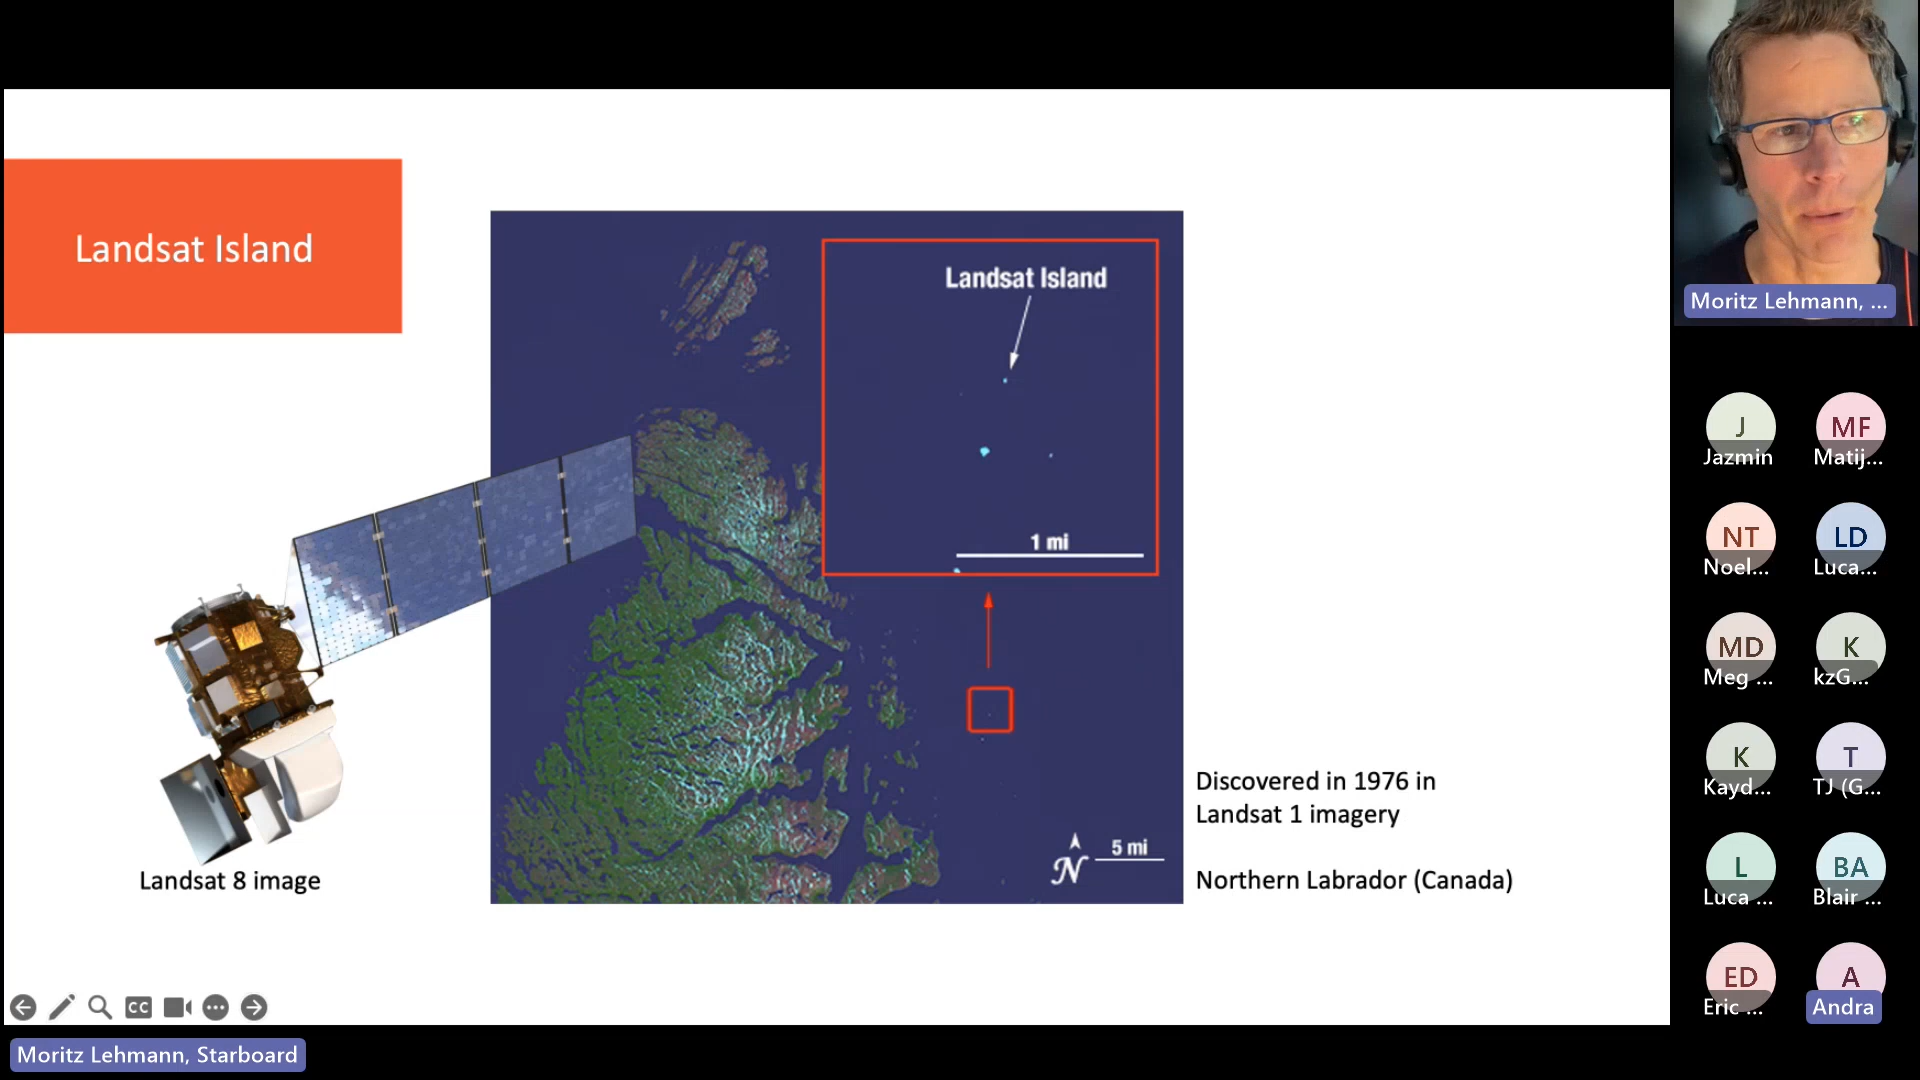 Landsat Island
Landsat Island
1 mi
5 mi
N
Discovered in 1976 in
Landsat 1 imagery
Northern Labrador (Canada)
Landsat 8 image
CC
Moritz Lehmann, Starboard
Moritz Lehmann, ...
J
Jazmin
MF
Matij...
NT
Noel...
LD
Luca...
MD
Meg ...
K
kzG...
K
Kayd...
T
TJ (G...
L
Luca ...
BA
Blair ...
ED
Eric ...
A
Andra